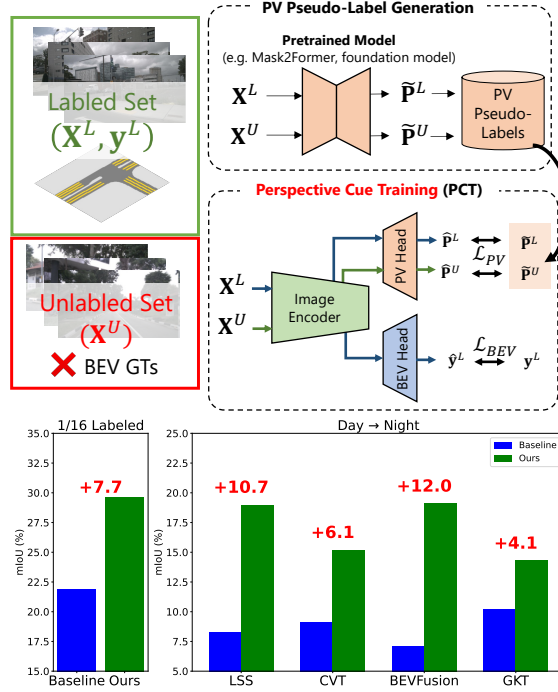 Labled Set
(X^L, y^L)
Unlabled Set
(X^U)
BEV GTs
PV Pseudo-Label Generation
Pretrained Model
(e.g. Mask2Former, foundation model)
X^L
P̃^L
X^U
P̃^U
PV
Pseudo-
Labels
Perspective Cue Training (PCT)
X^L
X^U
Image
Encoder
PV Head
P̂^L
P̂^U
ℒ_PV
P̃^L
P̃^U
BEV Head
ŷ^L
ℒ_BEV
y^L
1/16 Labeled
mIoU (%)
35.0
32.5
30.0
27.5
25.0
22.5
20.0
17.5
15.0
+7.7
Baseline Ours
Day → Night
mIoU (%)
25.0
22.5
20.0
17.5
15.0
12.5
10.0
7.5
5.0
Baseline
Ours
+10.7
+6.1
+12.0
+4.1
LSS
CVT
BEVFusion
GKT